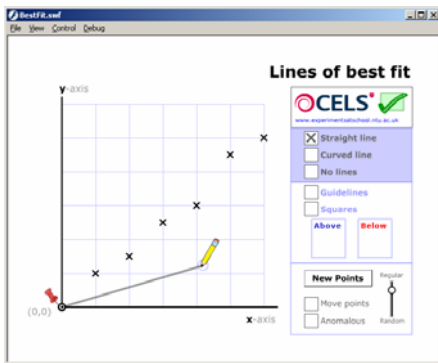 BestFit.swf
File View Control Debug
Lines of best fit
y-axis
OCELS
www.experimentsatschool.ntu.ac.uk
Straight line
Curved line
No lines
Guidelines
Squares
Above Below
New Points Regular
Move points
Anomalous Random
(0,0)
x-axis